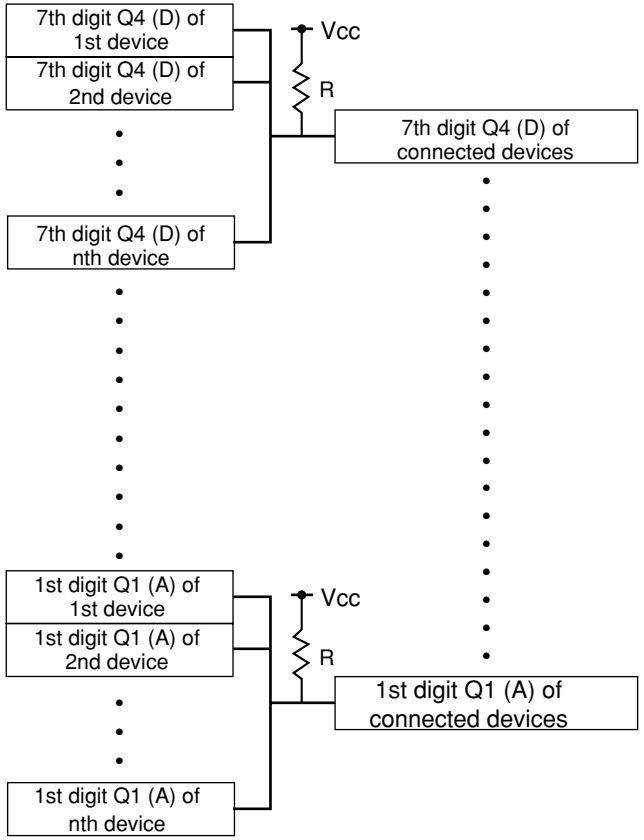 7th digit Q4 (D) of
1st device
7th digit Q4 (D) of
2nd device
7th digit Q4 (D) of
nth device
Vcc
R
7th digit Q4 (D) of
connected devices
1st digit Q1 (A) of
1st device
1st digit Q1 (A) of
2nd device
1st digit Q1 (A) of
nth device
Vcc
R
1st digit Q1 (A) of
connected devices